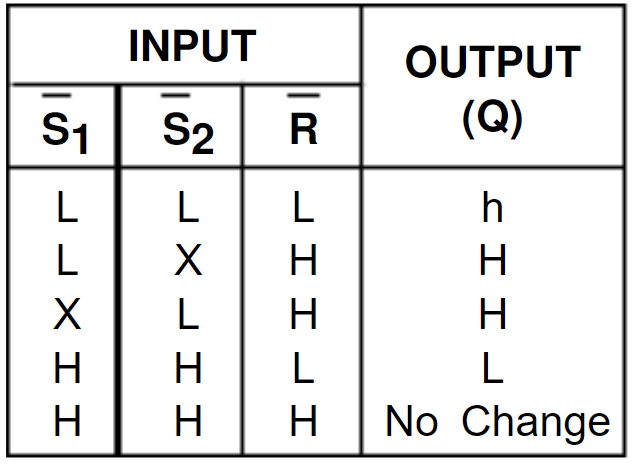 INPUT OUTPUT
(Q)
S̅1 S̅2 R̅
L L L h
L X H H
X L H H
H H L L
H H H No Change